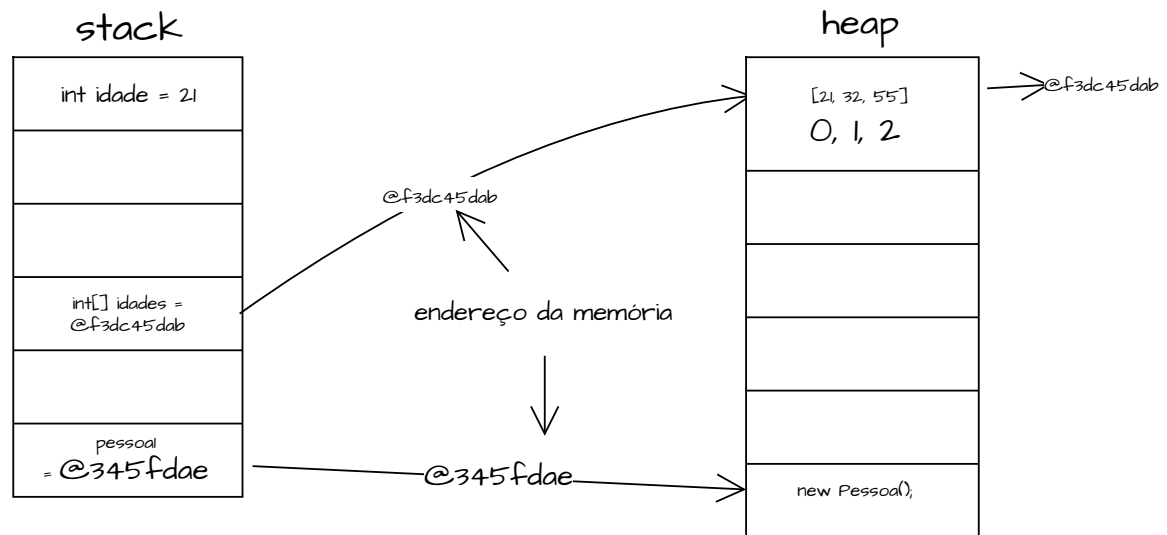 stack
heap
int idade = 21
[21, 32, 55]
@f3dc45dab
0, 1, 2
@f3dc45dab
int[] idades =
@f3dc45dab
endereço da memória
pessoa1
= @345fdae
@345fdae
new Pessoa();